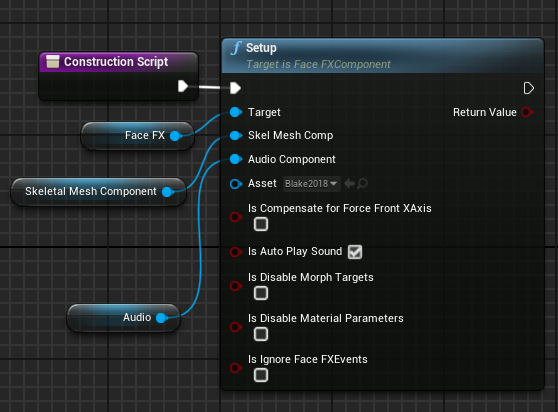 Construction Script
Setup
Target is Face FXComponent
Target
Return Value
Face FX
Skel Mesh Comp
Audio Component
Asset Blake2018
Skeletal Mesh Component
Is Compensate for Force Front XAxis
Is Auto Play Sound
Is Disable Morph Targets
Audio
Is Disable Material Parameters
Is Ignore Face FXEvents